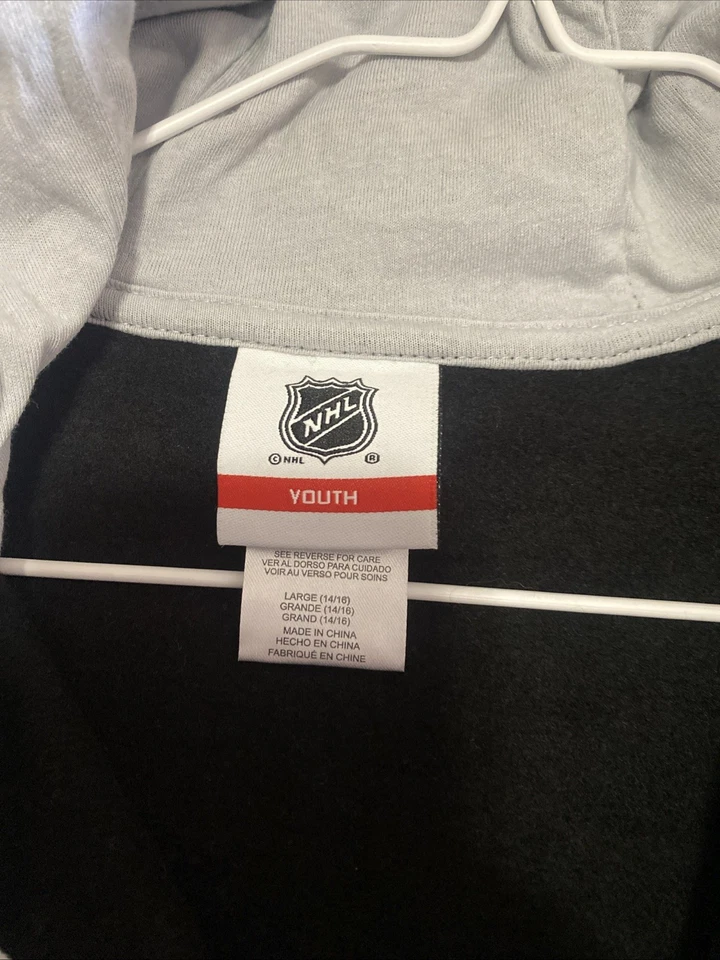 NHL
© NHL ®
YOUTH
SEE REVERSE FOR CARE
VER AL DORSO PARA CUIDADO
VOIR AU VERSO POUR SOINS
LARGE (14/16)
GRANDE (14/16)
GRAND (14/16)
MADE IN CHINA
HECHO EN CHINA
FABRIQUÉ EN CHINE